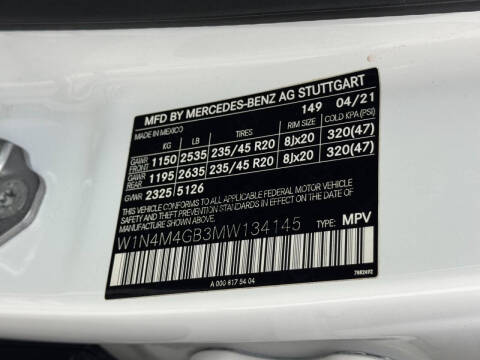 MFD BY MERCEDES-BENZ AG STUTTGART
MADE IN MEXICO 149 04/21
KG LB TIRES RIM SIZE COLD KPA (PSI)
GAWR FRONT 1150 2535 235/45 R20 8Jx20 320(47)
GAWR REAR 1195 2635 235/45 R20 8Jx20 320(47)
GVWR 2325 5126
THIS VEHICLE CONFORMS TO ALL APPLICABLE FEDERAL MOTOR VEHICLE
SAFETY STANDARDS IN EFFECT ON THE DATE OF
MANUFACTURE SHOWN ABOVE.
W1N4M4GB3MW134145 TYPE: MPV
A 000 817 54 04